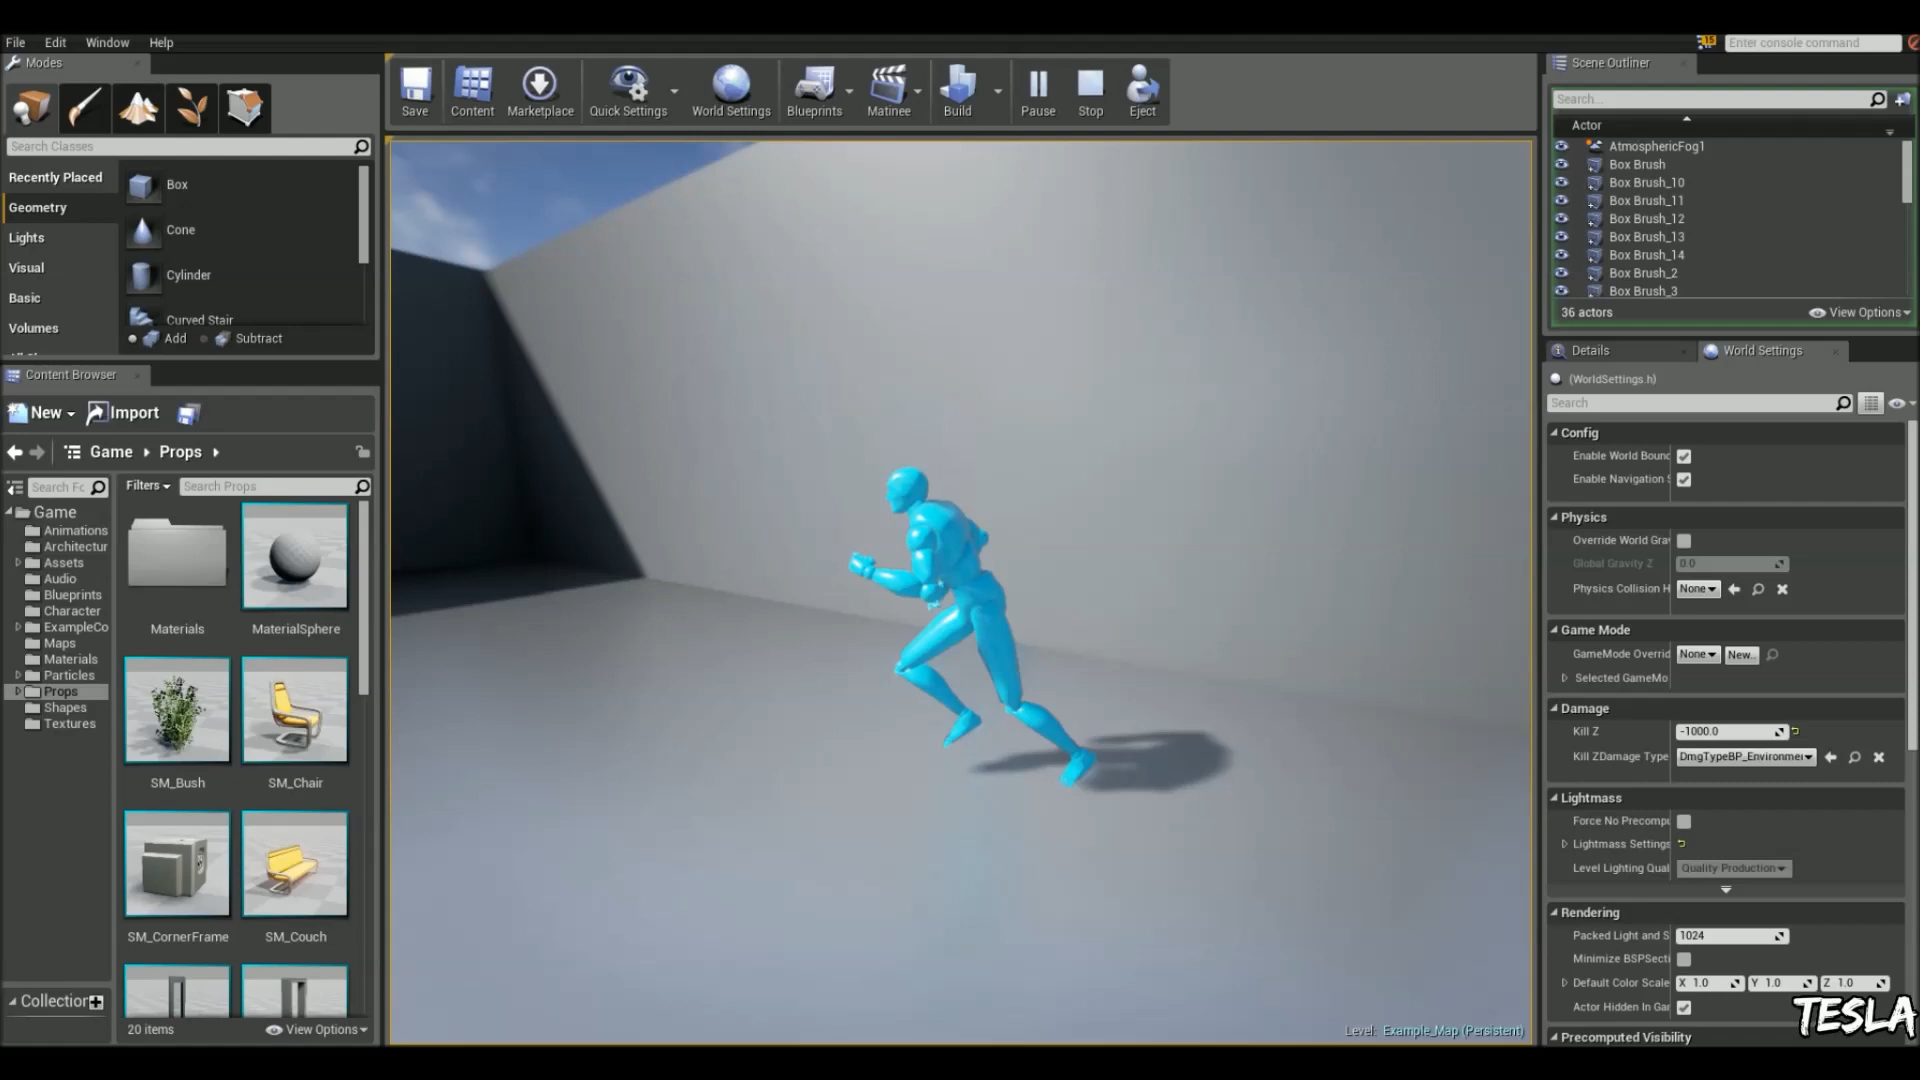 File Edit Window Help
Enter console command
15
Modes
Search Classes
Recently Placed
Geometry
Lights
Visual
Basic
Volumes
Box
Cone
Cylinder
Curved Stair
Add Subtract
Save Content Marketplace Quick Settings World Settings Blueprints Matinee Build Pause Stop Eject
Content Browser
New Import
Game Props
Filters Search Props
Game
Animations
Architectur
Assets
Audio
Blueprints
Character
ExampleCo
Maps
Materials
Particles
Props
Shapes
Textures
Collection
Materials MaterialSphere
SM_Bush SM_Chair
SM_CornerFrame SM_Couch
20 items View Options
Level: Example_Map (Persistent)
Scene Outliner
Search...
Actor
AtmosphericFog1
Box Brush
Box Brush_10
Box Brush_11
Box Brush_12
Box Brush_13
Box Brush_14
Box Brush_2
Box Brush_3
36 actors View Options
Details World Settings
(WorldSettings.h)
Search
Config
Enable World Bound
Enable Navigation S
Physics
Override World Gra
Global Gravity Z 0.0
Physics Collision H None
Game Mode
GameMode Overrid None New..
Selected GameMo
Damage
Kill Z -1000.0
Kill ZDamage Type DmgTypeBP_Environmen
Lightmass
Force No Precompu
Lightmass Settings
Level Lighting Qual Quality Production
Rendering
Packed Light and S 1024
Minimize BSPSecti
Default Color Scale X 1.0 Y 1.0 Z 1.0
Actor Hidden In Gam
TESLA
Precomputed Visibility